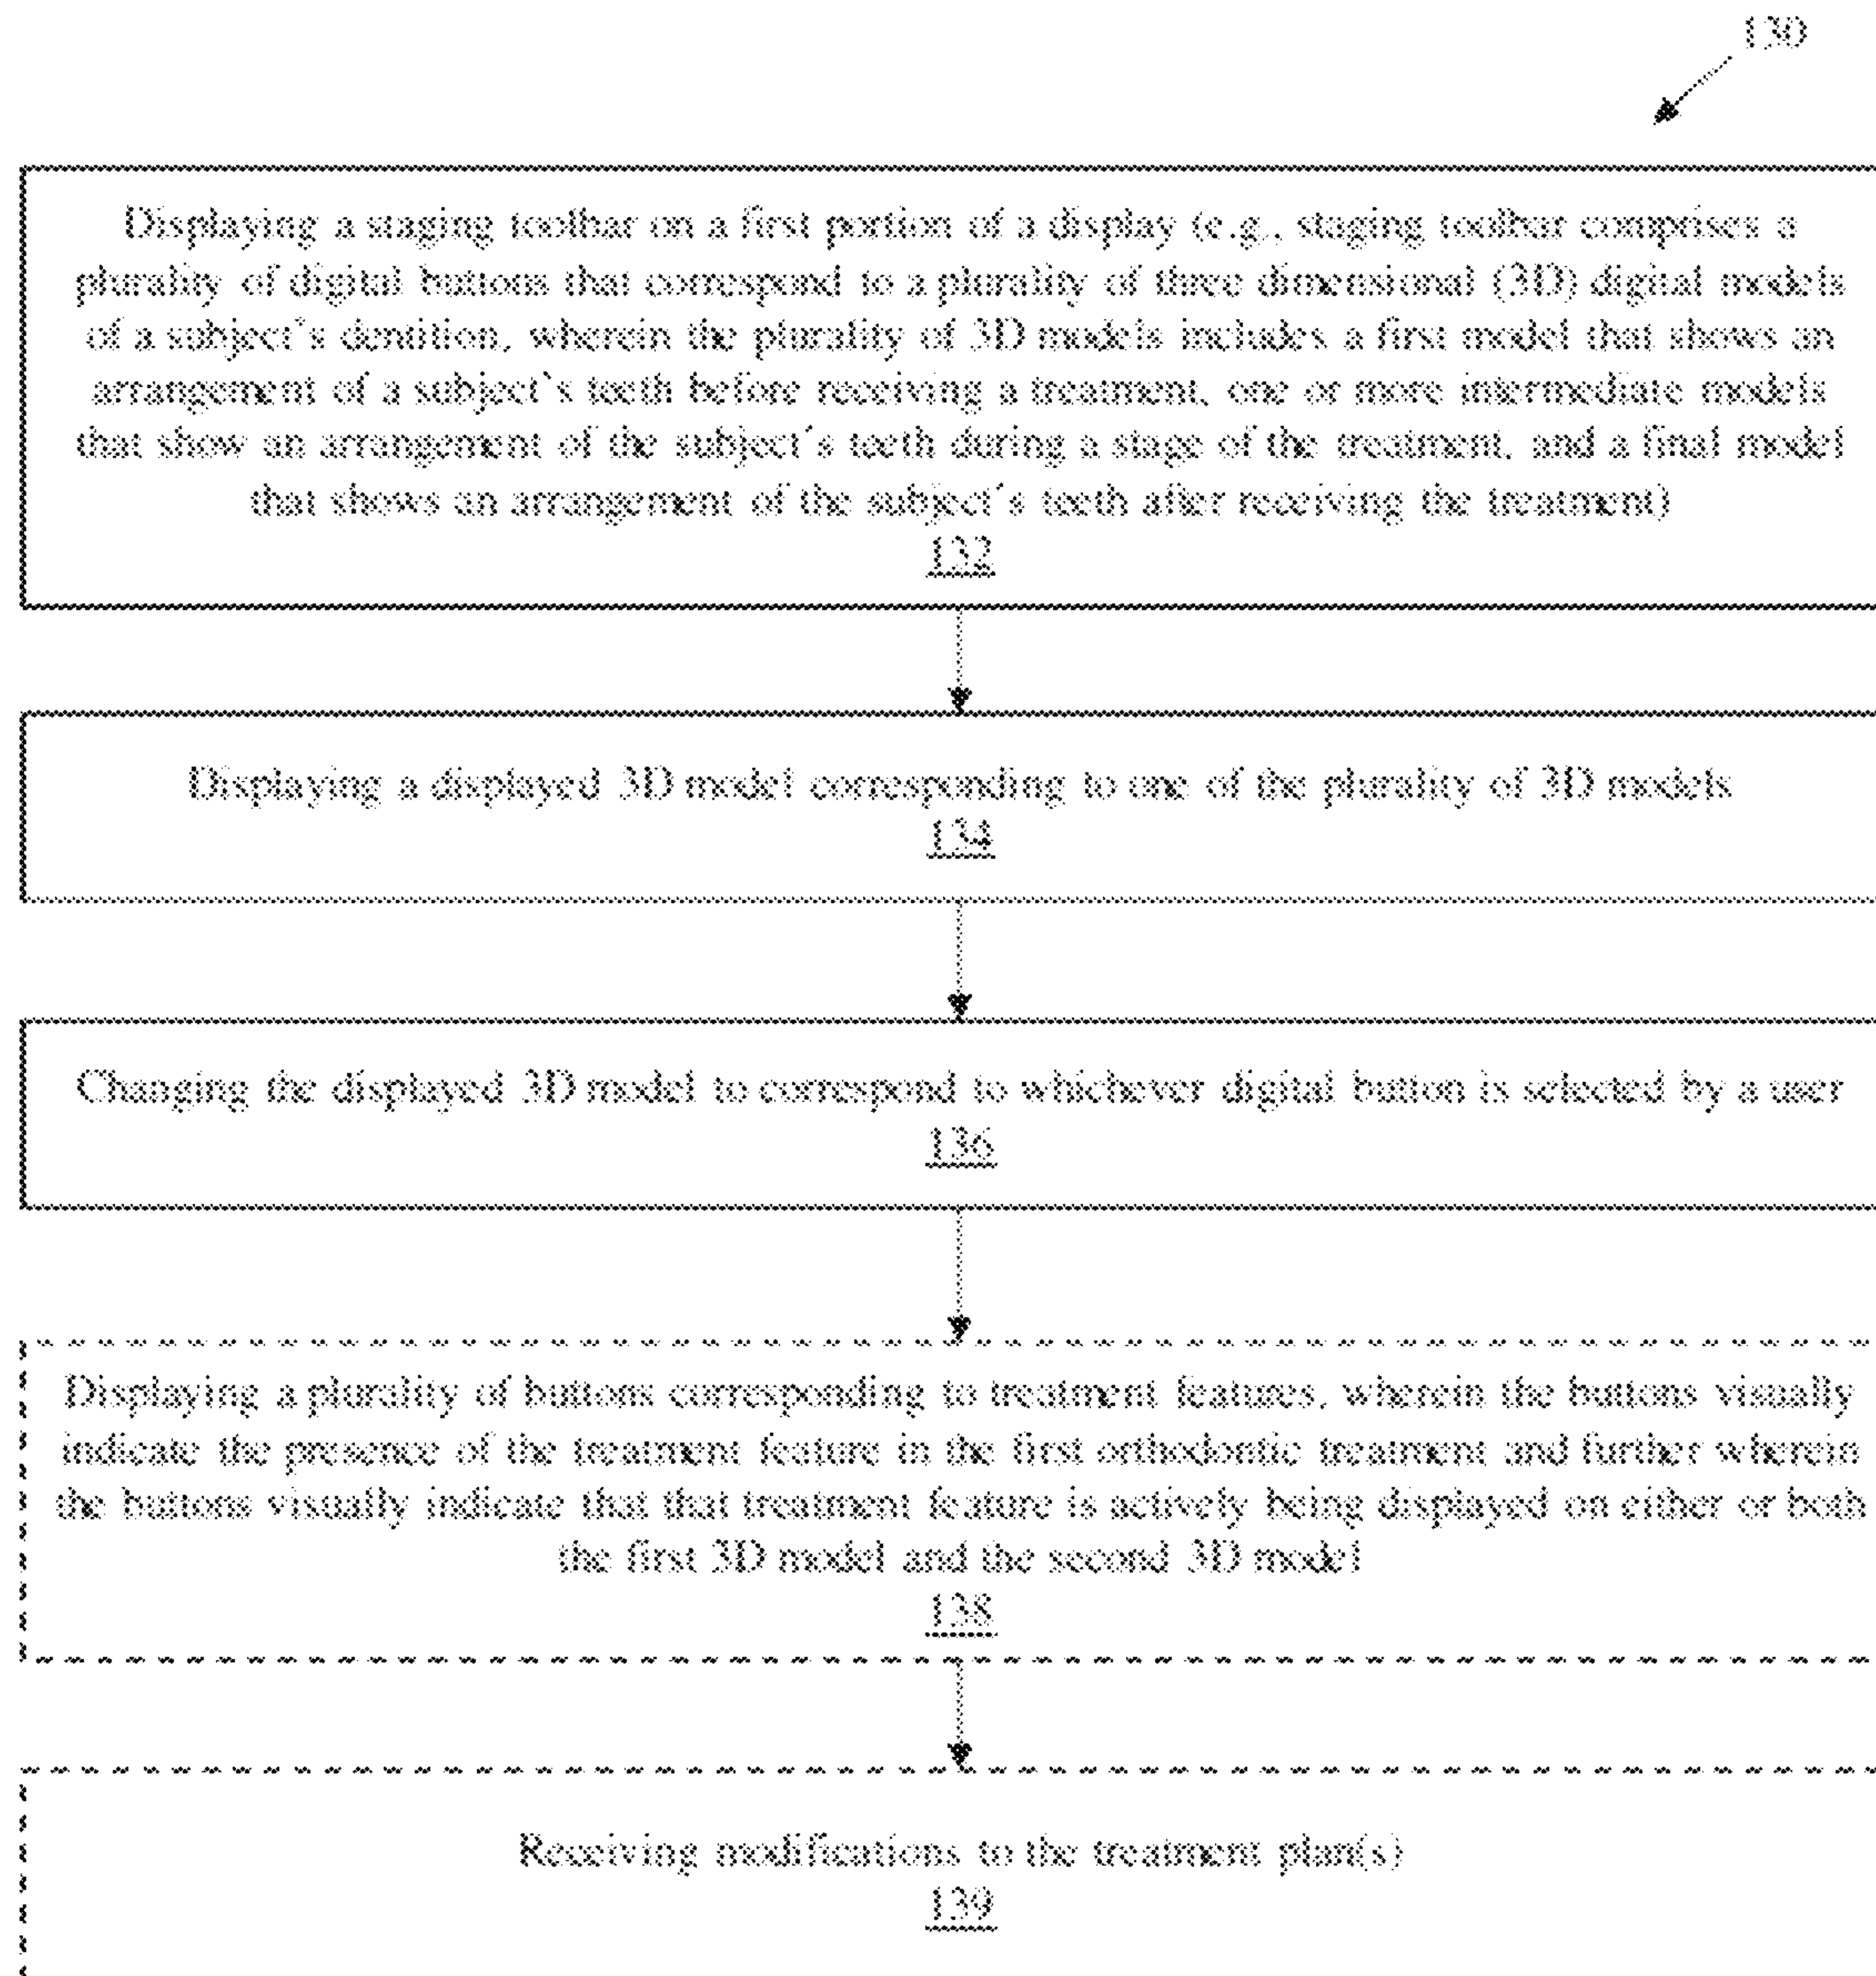 130
Displaying a staging toolbar on a first portion of a display (e.g., staging toolbar comprises a
plurality of digital buttons that correspond to a plurality of three dimensional (3D) digital models
of a subject's dentition, wherein the plurality of 3D models includes a first model that shows an
arrangement of a subject's teeth before receiving a treatment, one or more intermediate models
that show an arrangement of the subject's teeth during a stage of the treatment, and a final model
that shows an arrangement of the subject's teeth after receiving the treatment)
132
Displaying a displayed 3D model corresponding to one of the plurality of 3D models
134
Changing the displayed 3D model to correspond to whichever digital button is selected by a user
136
Displaying a plurality of buttons corresponding to treatment features, wherein the buttons visually
indicate the presence of the treatment feature in the first orthodontic treatment and further wherein
the buttons visually indicate that that treatment feature is actively being displayed on either or both
the first 3D model and the second 3D model
138
Receiving modifications to the treatment plan(s)
139